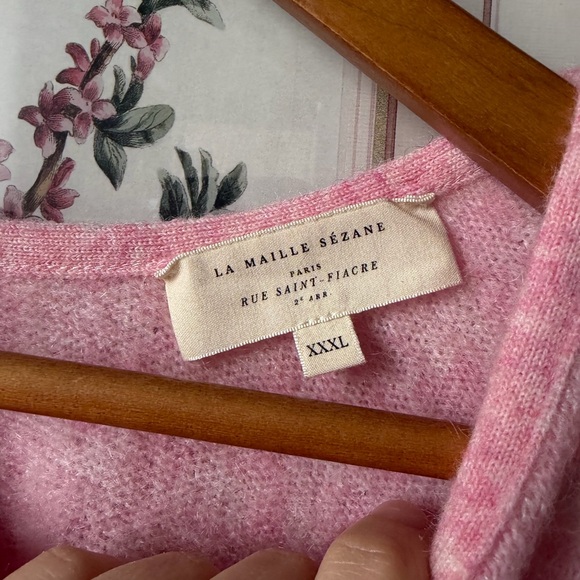 LA MAILLE SÉZANE
PARIS
RUE SAINT-FIACRE
2E ARR.
XXXL